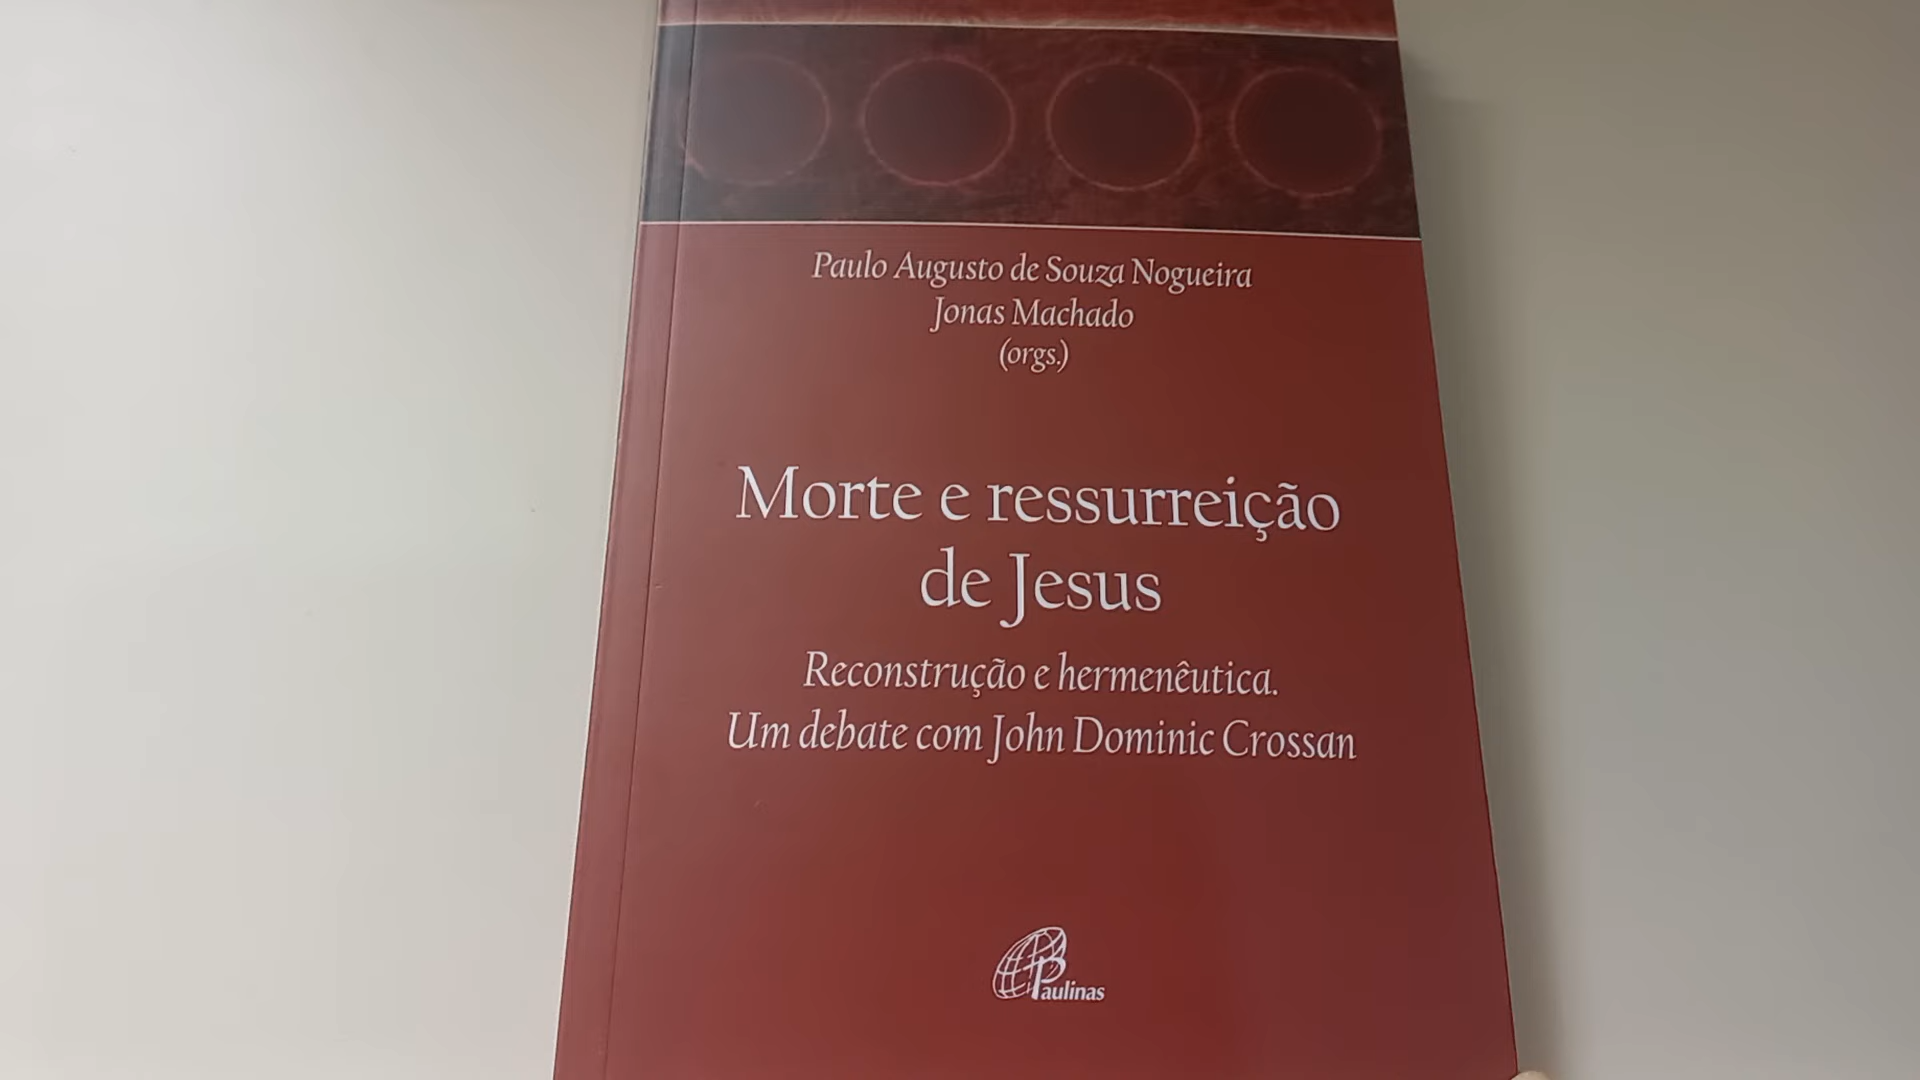 Paulo Augusto de Souza Nogueira
Jonas Machado
(orgs.)
Morte e ressurreição
de Jesus
Reconstrução e hermenêutica.
Um debate com John Dominic Crossan
Paulinas